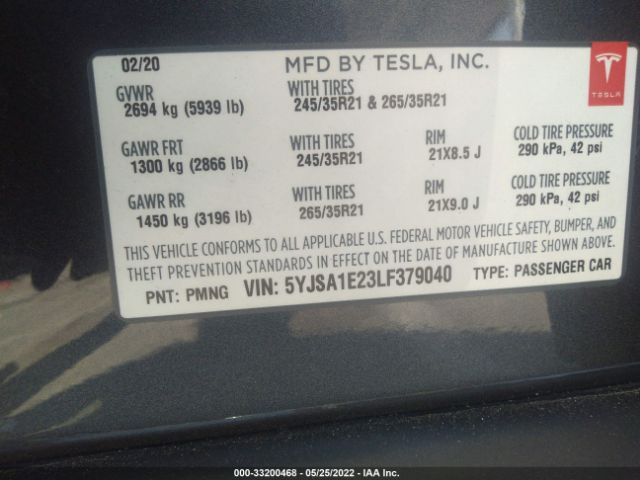 02/20 MFD BY TESLA, INC.
TESLA
GVWR WITH TIRES
2694 kg (5939 lb) 245/35R21 & 265/35R21
GAWR FRT WITH TIRES RIM COLD TIRE PRESSURE
1300 kg (2866 lb) 245/35R21 21X8.5 J 290 kPa, 42 psi
GAWR RR WITH TIRES RIM COLD TIRE PRESSURE
1450 kg (3196 lb) 265/35R21 21X9.0 J 290 kPa, 42 psi
THIS VEHICLE CONFORMS TO ALL APPLICABLE U.S. FEDERAL MOTOR VEHICLE SAFETY, BUMPER, AND
THEFT PREVENTION STANDARDS IN EFFECT ON THE DATE OF MANUFACTURE SHOWN ABOVE.
PNT: PMNG VIN: 5YJSA1E23LF379040 TYPE: PASSENGER CAR
000-33200468 - 05/25/2022 - IAA Inc.